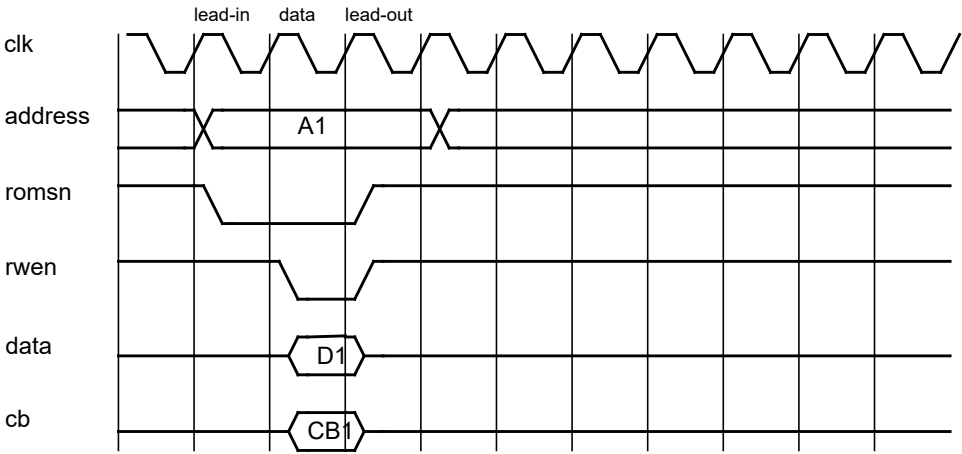 lead-in data lead-out
clk
address A1
romsn
rwen
data D1
cb CB1